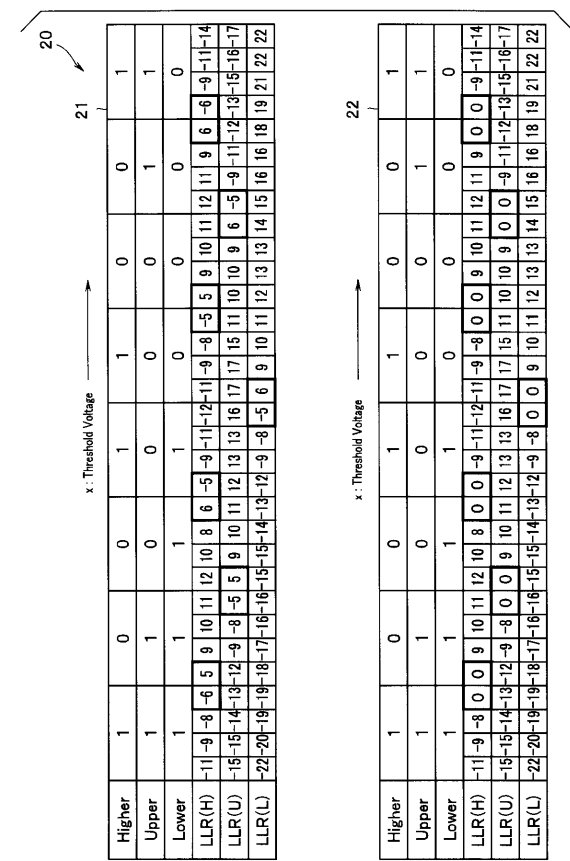 20
x : Threshold Voltage
21
Higher 1 0 0 1 1 0 0 1
Upper 1 1 0 0 0 0 1 1
Lower 1 1 1 1 0 0 0 0
LLR(H) -11 -9 -8 -6 5 9 10 11 12 10 8 6 -5 -9 -11 -12 -11 -9 -8 -5 5 9 10 11 12 11 9 6 -6 -9 -11 -14
LLR(U) -15 -15 -14 -13 -12 -9 -8 -5 5 9 10 11 12 13 13 16 17 17 15 11 10 10 9 6 -5 -9 -11 -12 -13 -15 -16 -17
LLR(L) -22 -20 -19 -19 -18 -17 -16 -16 -15 -15 -14 -13 -12 -9 -8 -5 6 9 10 11 12 13 13 14 15 16 16 18 19 21 22 22
x : Threshold Voltage
22
Higher 1 0 0 1 1 0 0 1
Upper 1 1 0 0 0 0 1 1
Lower 1 1 1 1 0 0 0 0
LLR(H) -11 -9 -8 0 0 9 10 11 12 10 8 0 0 -9 -11 -12 -11 -9 -8 0 0 9 10 11 12 11 9 0 0 -9 -11 -14
LLR(U) -15 -15 -14 -13 -12 -9 -8 0 0 9 10 11 12 13 13 16 17 17 15 11 10 10 9 0 0 -9 -11 -12 -13 -15 -16 -17
LLR(L) -22 -20 -19 -19 -18 -17 -16 -16 -15 -15 -14 -13 -12 -9 -8 0 0 9 10 11 12 13 13 14 15 16 16 18 19 21 22 22